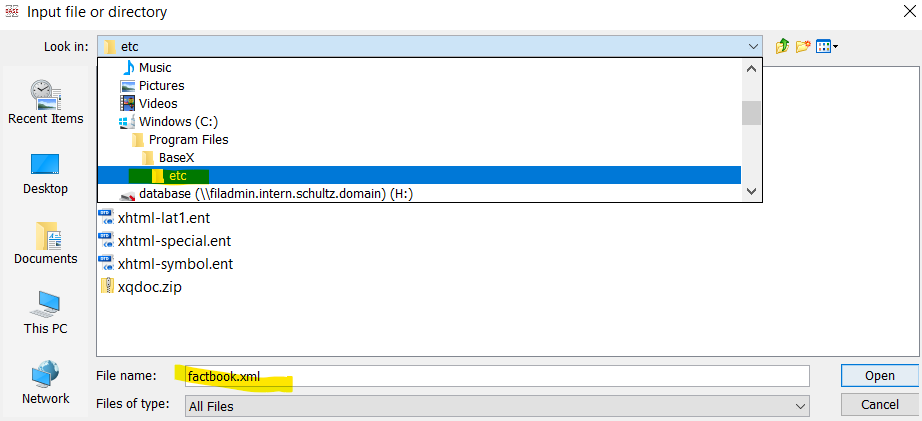 BASE
Input file or directory
Look in: etc
Music
Pictures
Videos
Windows (C:)
Program Files
BaseX
etc
database (\\filadmin.intern.schultz.domain) (H:)
Recent Items
Desktop
Documents
This PC
Network
xhtml-lat1.ent
xhtml-special.ent
xhtml-symbol.ent
xqdoc.zip
File name: factbook.xml
Open
Files of type: All Files
Cancel